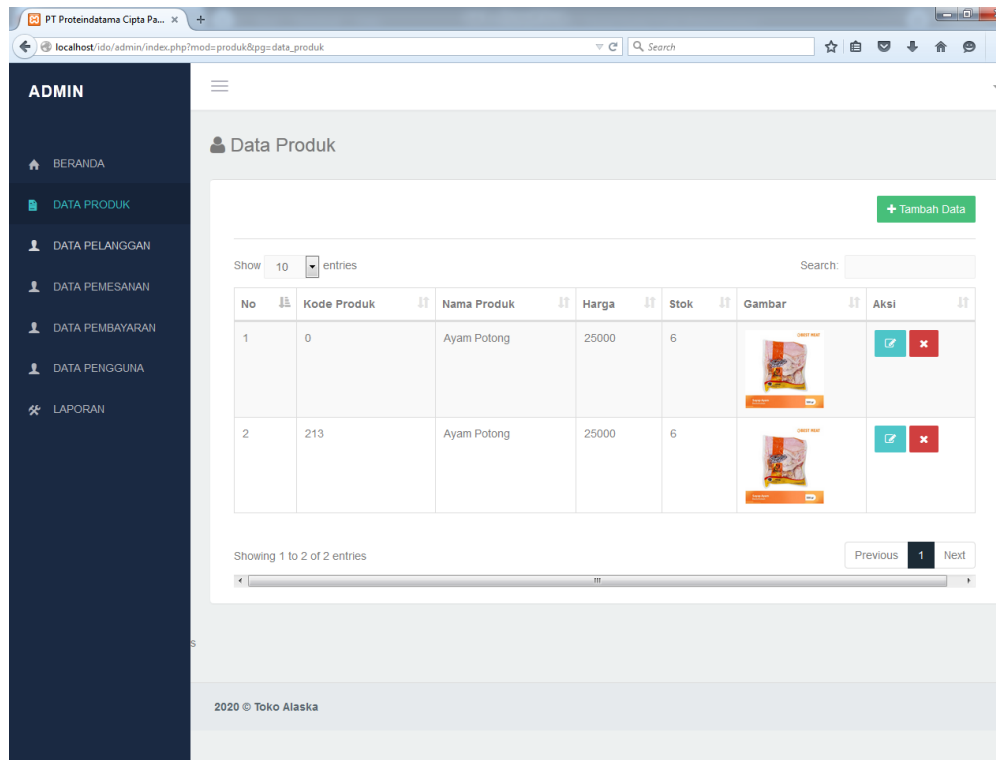 PT Proteindatama Cipta Pa... ×
+
localhost/ido/admin/index.php?mod=produk&pg=data_produk
Search
ADMIN
BERANDA
DATA PRODUK
DATA PELANGGAN
DATA PEMESANAN
DATA PEMBAYARAN
DATA PENGGUNA
LAPORAN
Data Produk
+ Tambah Data
Show 10 entries
Search:
No Kode Produk Nama Produk Harga Stok Gambar Aksi
1 0 Ayam Potong 25000 6
2 213 Ayam Potong 25000 6
Showing 1 to 2 of 2 entries
Previous 1 Next
s
2020 © Toko Alaska